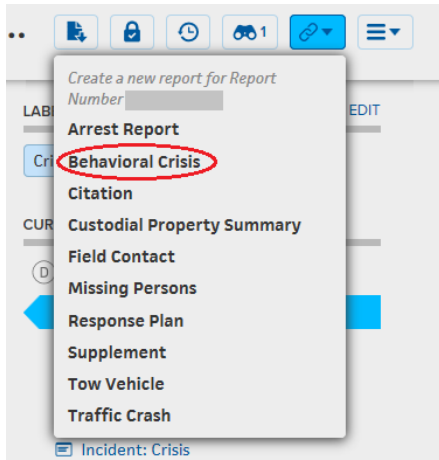 1
Create a new report for Report
Number
LAB
EDIT
Arrest Report
Cri
Behavioral Crisis
Citation
CUR
Custodial Property Summary
Field Contact
D
Missing Persons
Response Plan
Supplement
Tow Vehicle
Traffic Crash
Incident: Crisis